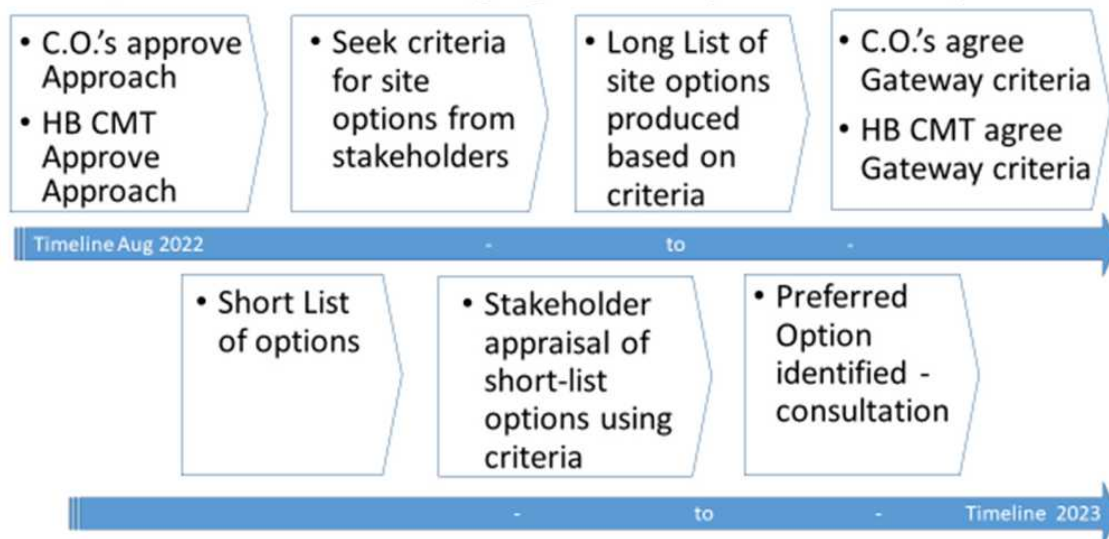 • C.O.'s approve
Approach
• HB CMT
Approve
Approach
• Seek criteria
for site
options from
stakeholders
• Long List of
site options
produced
based on
criteria
• C.O.'s agree
Gateway criteria
• HB CMT agree
Gateway criteria
Timeline Aug 2022 - to -
• Short List
of options
• Stakeholder
appraisal of
short-list
options using
criteria
• Preferred
Option
identified -
consultation
- to - Timeline 2023